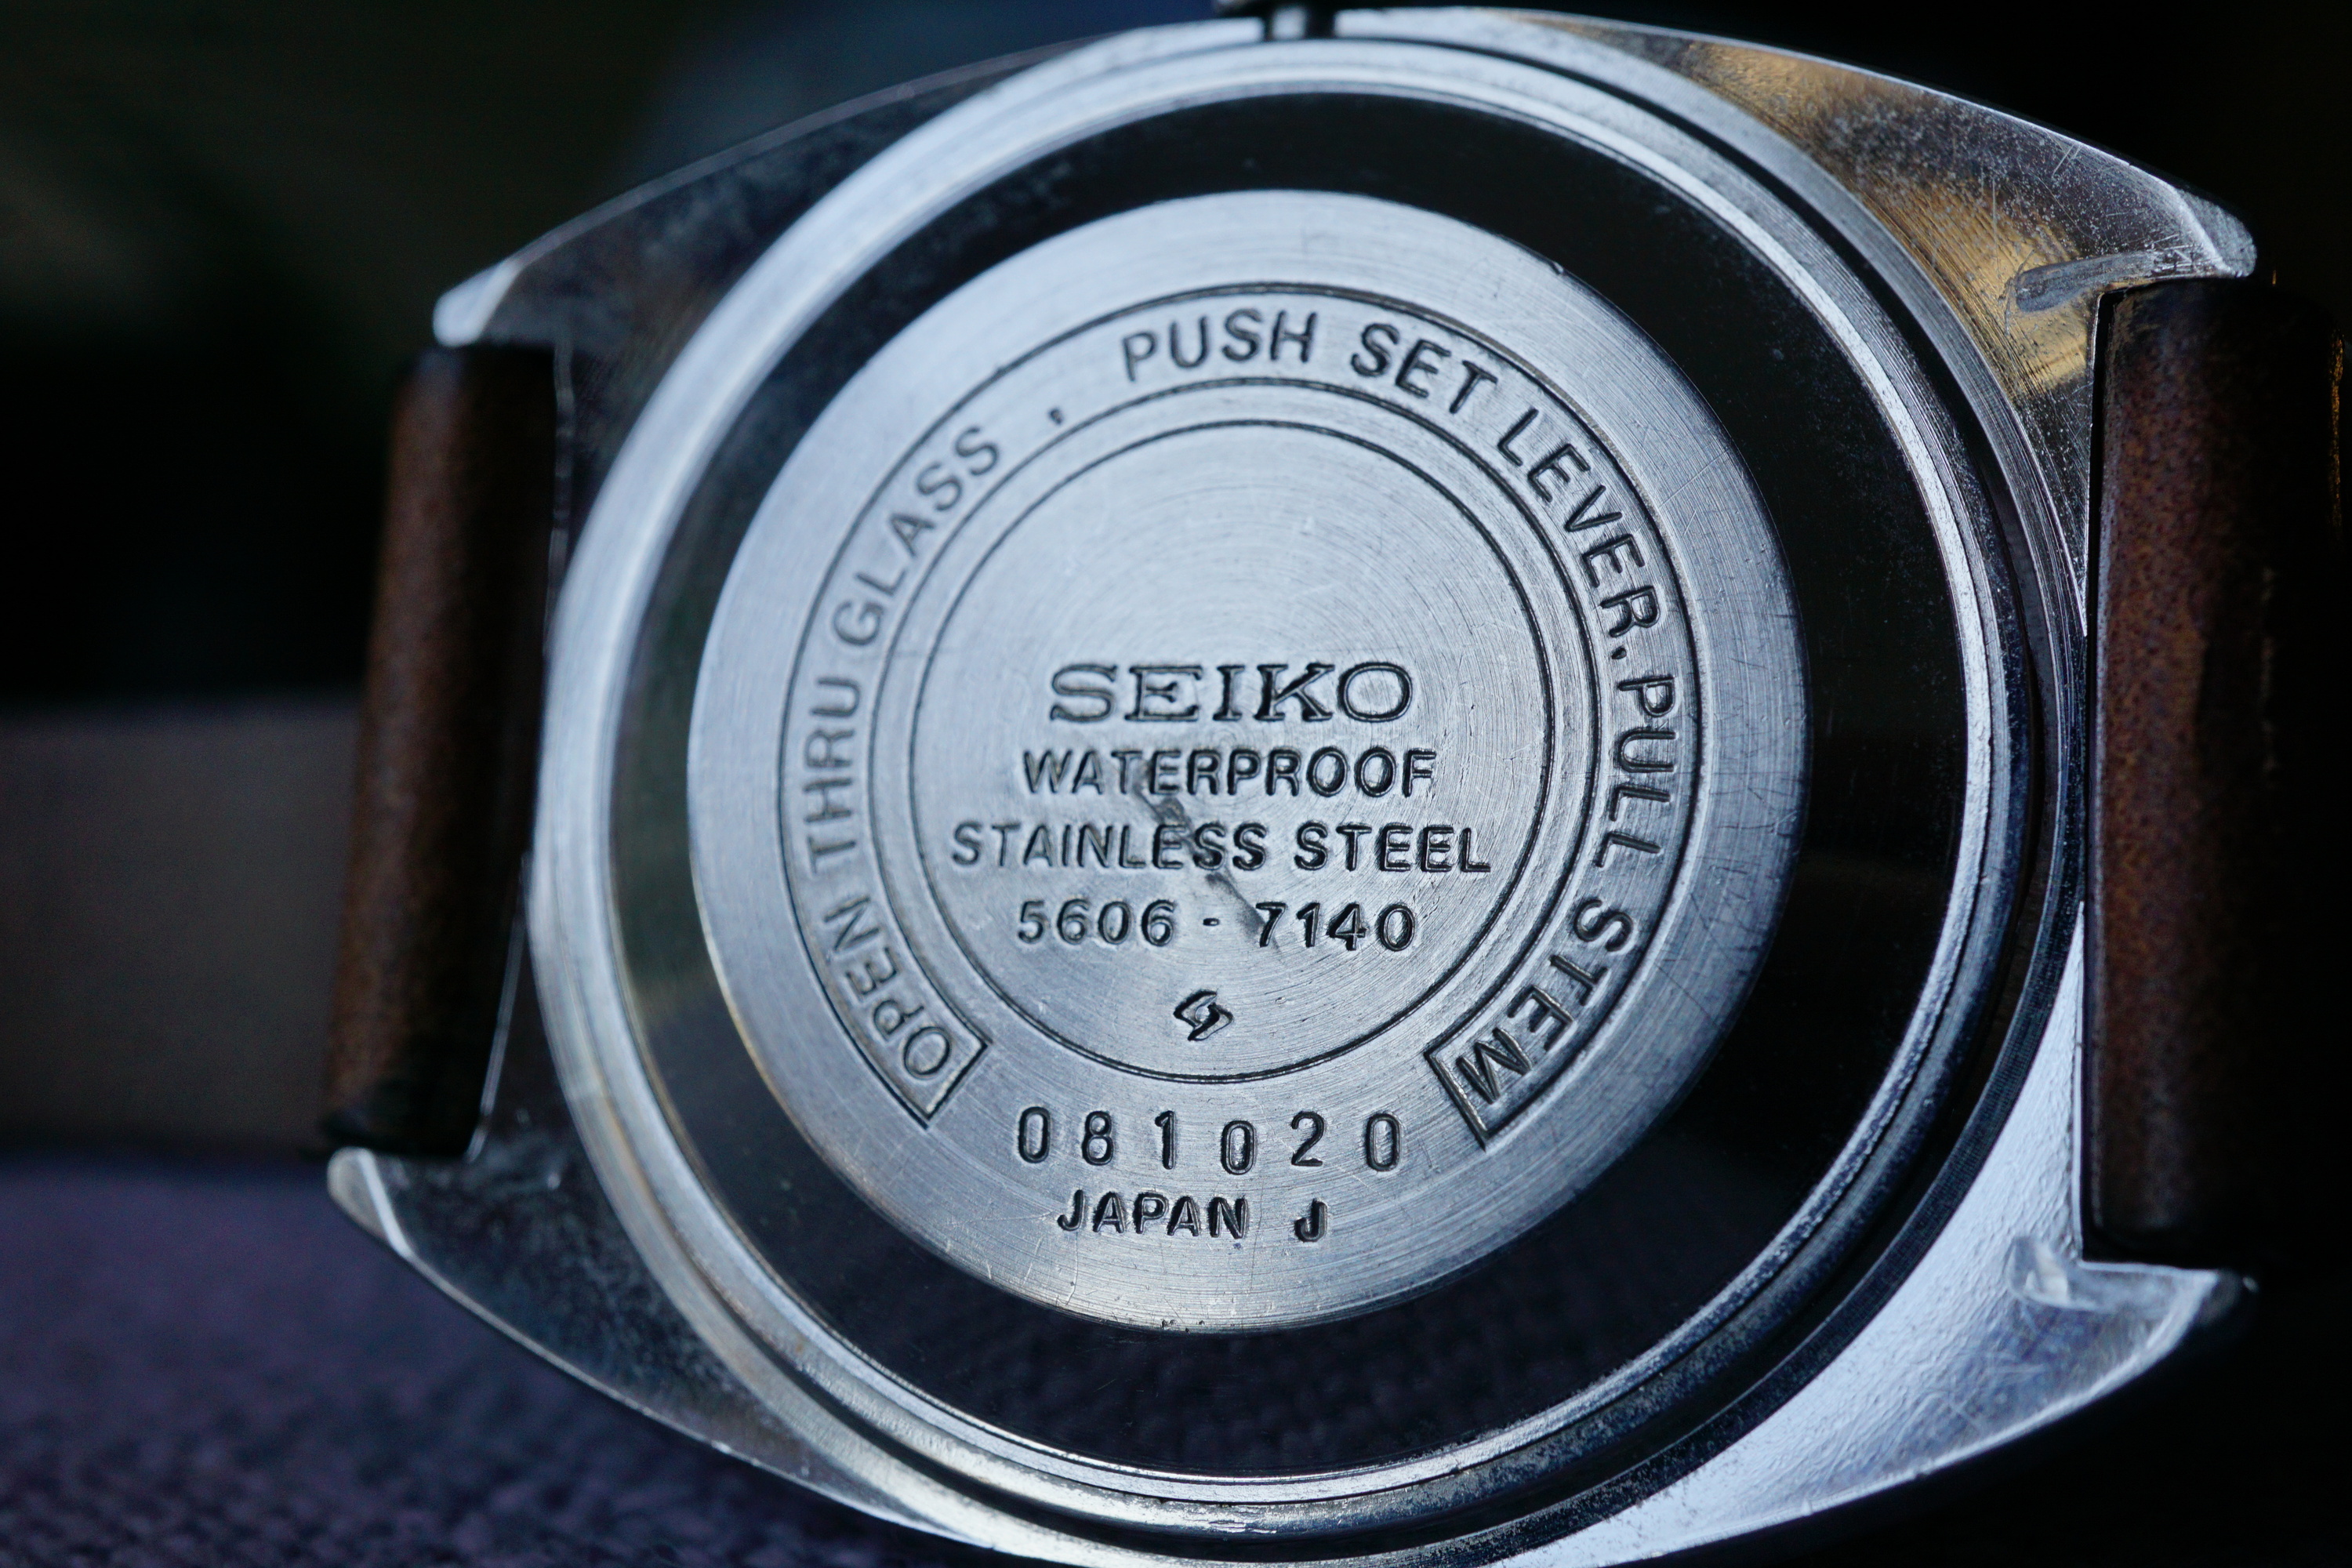 OPEN THRU GLASS , PUSH SET LEVER. PULL STEM
SEIKO
WATERPROOF
STAINLESS STEEL
5606 - 7140
081020
JAPAN J